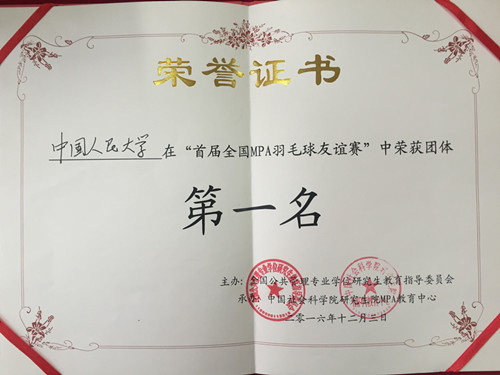 荣誉证书
中国人民大学 在“首届全国MPA羽毛球友谊赛”中荣获团体
第一名
主办:全国公共管理专业学位研究生教育指导委员会
承办:中国社会科学院研究生院MPA教育中心
二零一六年十二月三日